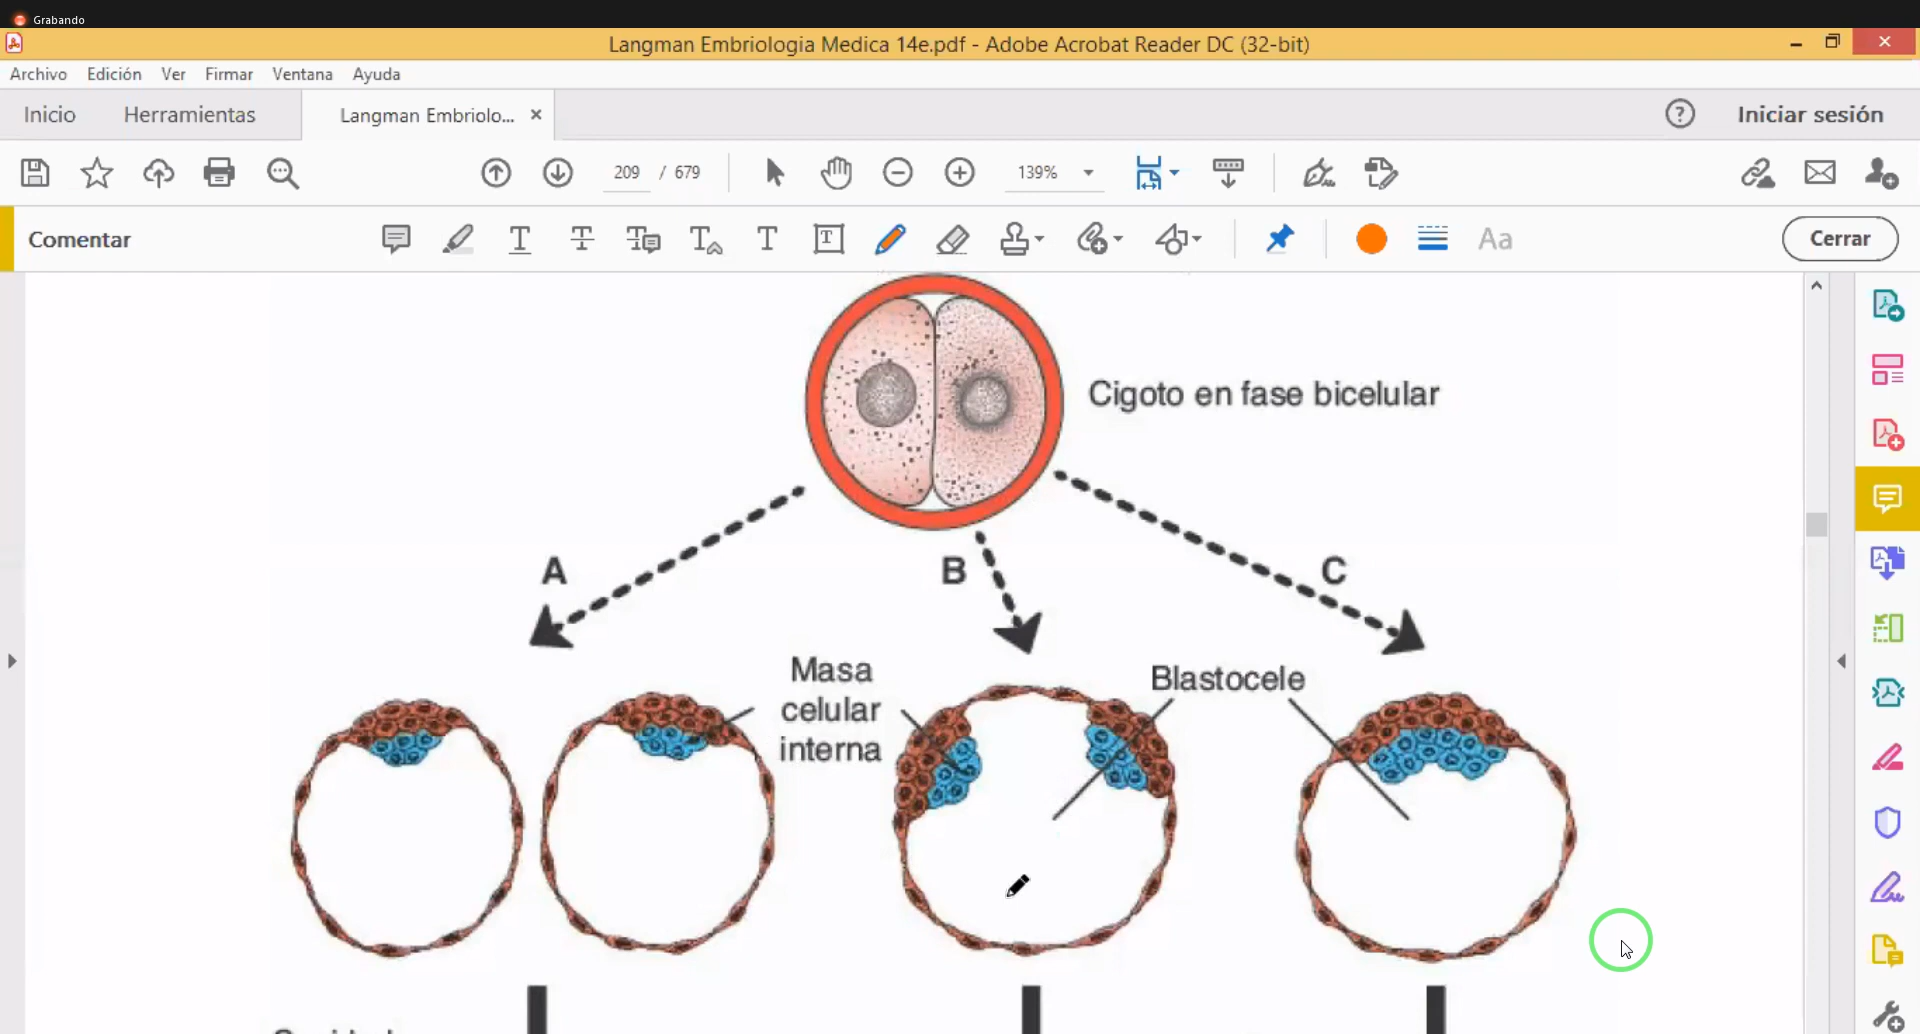 Grabando
Langman Embriologia Medica 14e.pdf - Adobe Acrobat Reader DC (32-bit)
Archivo Edición Ver Firmar Ventana Ayuda
Inicio Herramientas Langman Embriolo... Iniciar sesión
209 / 679 139%
Comentar Aa Cerrar
Cigoto en fase bicelular
A B C
Masa
celular
interna
Blastocele